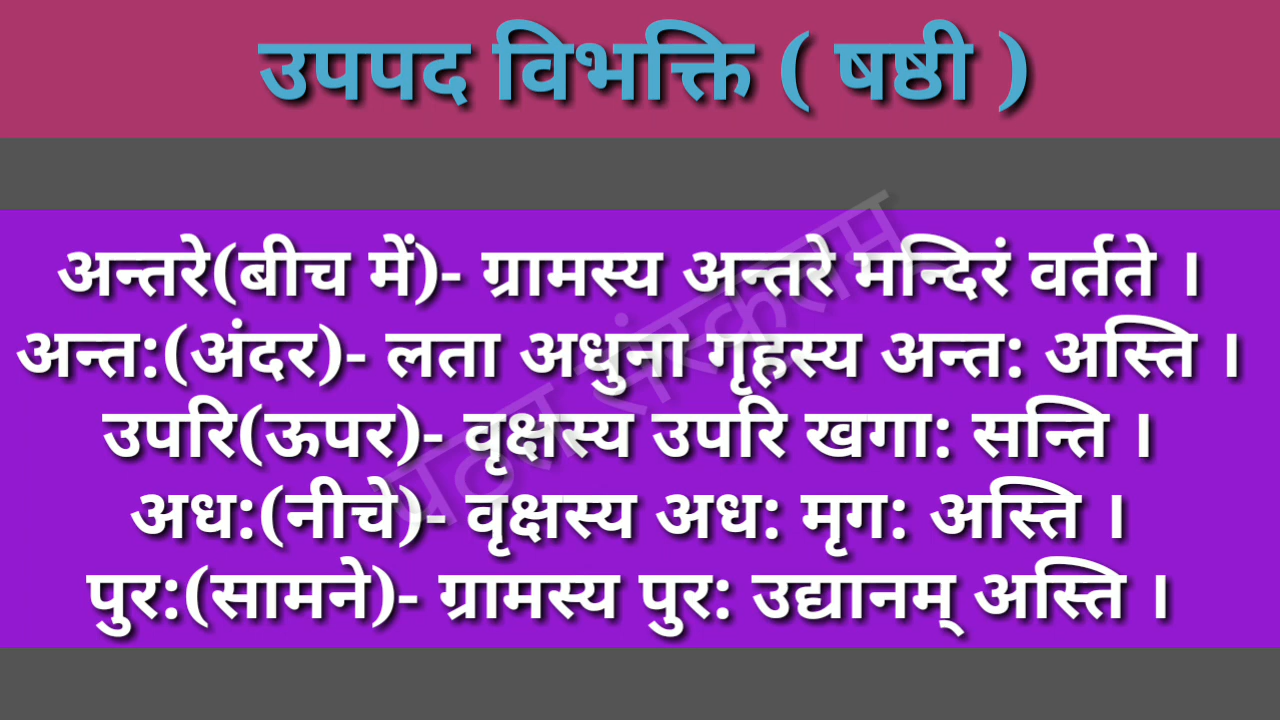 उपपद विभक्ति ( षष्ठी )
अन्तरे(बीच में)- ग्रामस्य अन्तरे मन्दिरं वर्तते ।
अन्त:(अंदर)- लता अधुना गृहस्य अन्त: अस्ति ।
उपरि(ऊपर)- वृक्षस्य उपरि खगा: सन्ति ।
अध:(नीचे)- वृक्षस्य अध: मृग: अस्ति ।
पुर:(सामने)- ग्रामस्य पुर: उद्यानम् अस्ति ।